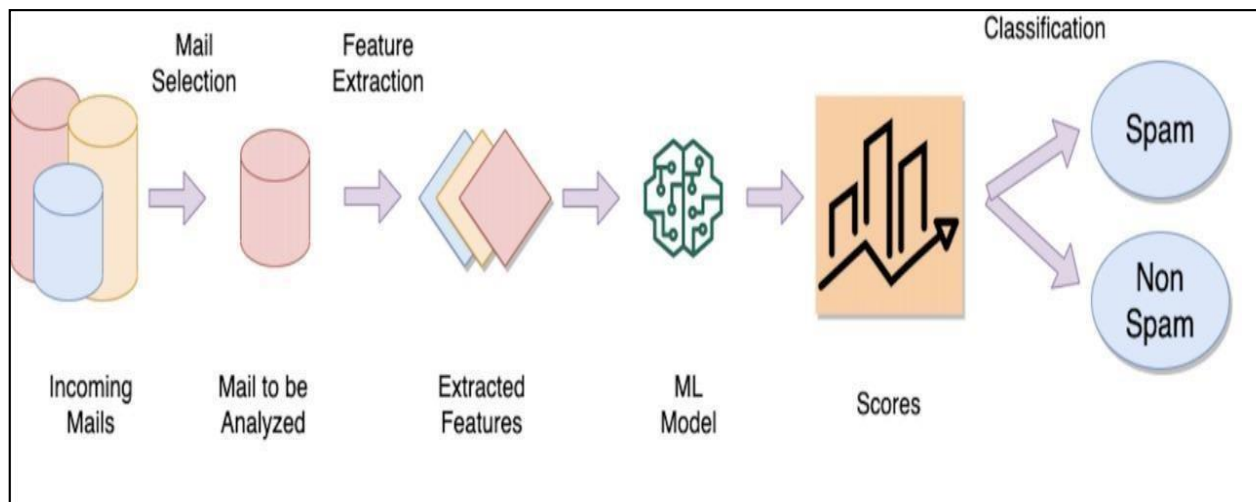 Mail
Selection
Feature
Extraction
Classification
Spam
Non
Spam
Incoming
Mails
Mail to be
Analyzed
Extracted
Features
ML
Model
Scores